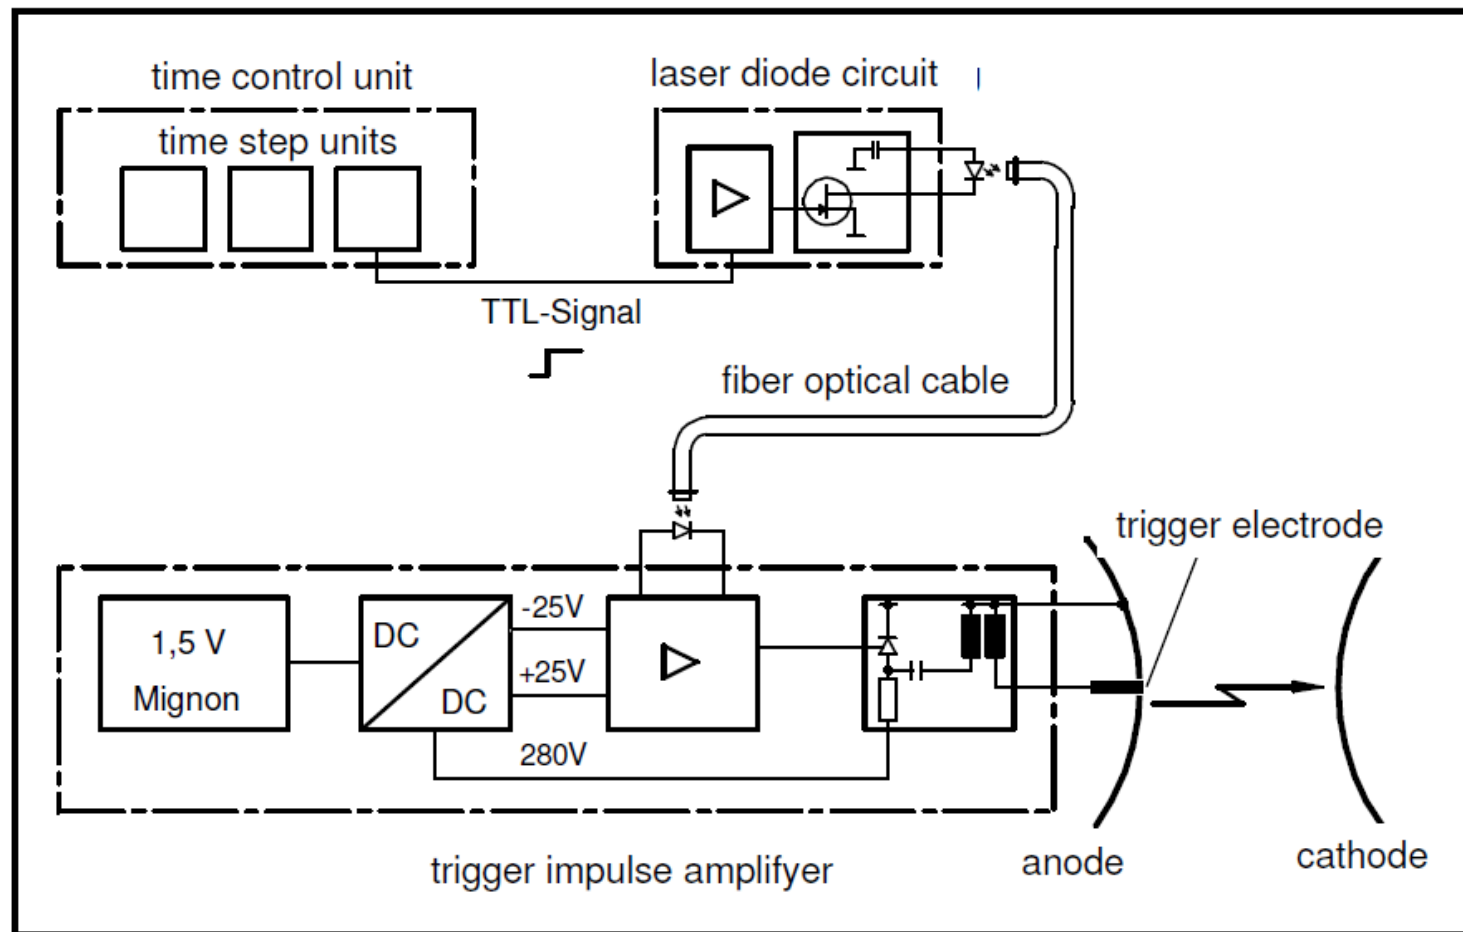 time control unit
time step units
laser diode circuit
TTL-Signal
fiber optical cable
trigger electrode
1,5 V
Mignon
DC
DC
-25V
+25V
280V
trigger impulse amplifyer
anode
cathode